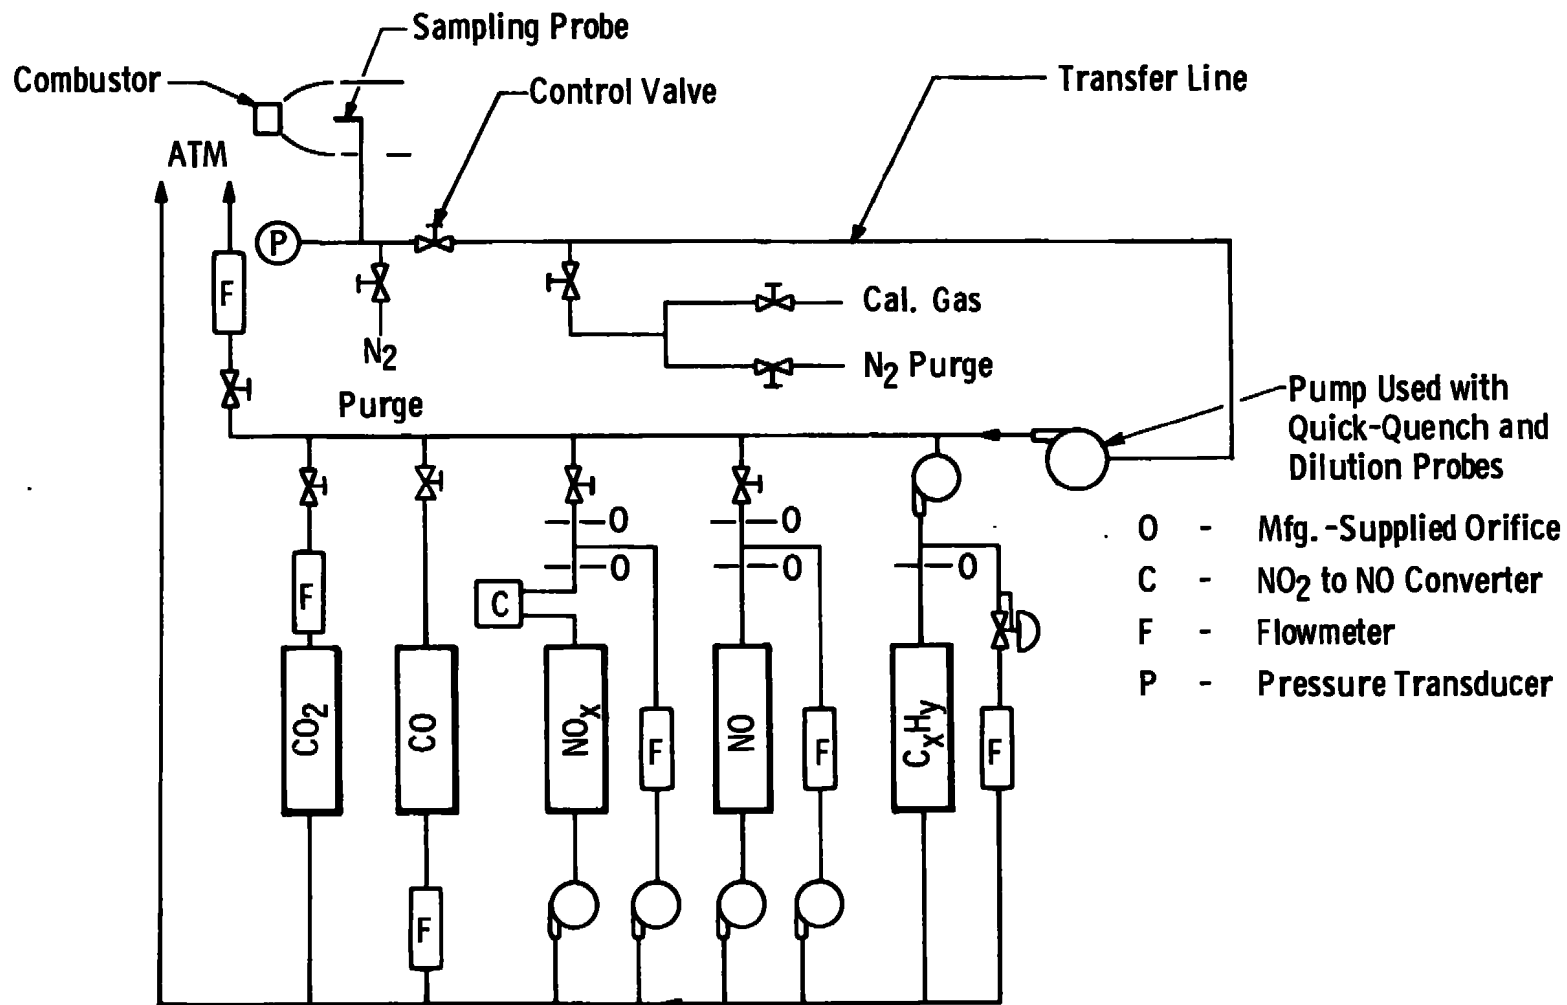 Sampling Probe
Combustor
Control Valve
Transfer Line
ATM
P
F
Cal. Gas
N2
N2 Purge
Purge
Pump Used with
Quick-Quench and
Dilution Probes
O
O
O - Mfg.-Supplied Orifice
O
O
O
F
C
C - NO2 to NO Converter
F - Flowmeter
P - Pressure Transducer
CO2
CO
NOx
F
NO
F
CxHy
F
F